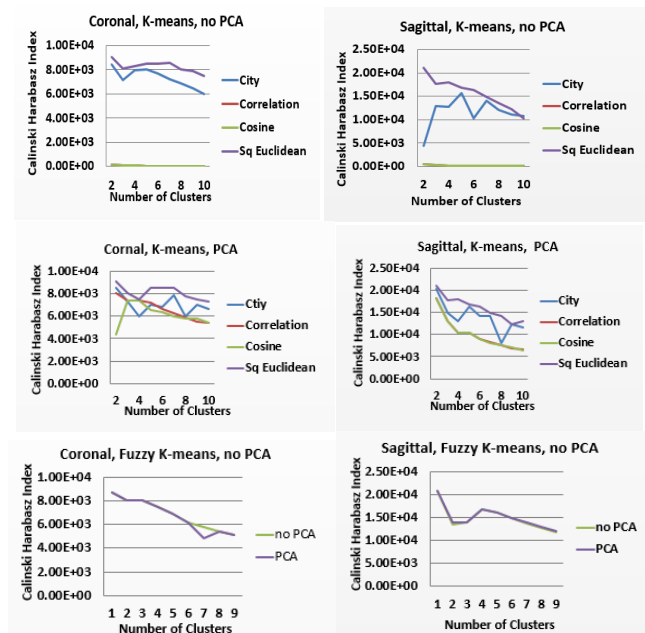 Coronal, K-means, no PCA
Calinski Harabasz Index
1.00E+04
8.00E+03
6.00E+03
4.00E+03
2.00E+03
0.00E+00
2 4 6 8 10
Number of Clusters
City
Correlation
Cosine
Sq Euclidean
Sagittal, K-means, no PCA
Calinski Harabasz Index
2.50E+04
2.00E+04
1.50E+04
1.00E+04
5.00E+03
0.00E+00
2 4 6 8 10
Number of Clusters
City
Correlation
Cosine
Sq Euclidean
Cornal, K-means, PCA
Calinski Harabasz Index
1.00E+04
8.00E+03
6.00E+03
4.00E+03
2.00E+03
0.00E+00
2 4 6 8 10
Number of Clusters
Ctiy
Correlation
Cosine
Sq Euclidean
Sagittal, K-means, PCA
Calinski Harabasz Index
2.50E+04
2.00E+04
1.50E+04
1.00E+04
5.00E+03
0.00E+00
2 4 6 8 10
Number of Clusters
City
Correlation
Cosine
Sq Euclidean
Coronal, Fuzzy K-means, no PCA
Calinski Harabasz Index
1.00E+04
8.00E+03
6.00E+03
4.00E+03
2.00E+03
0.00E+00
1 2 3 4 5 6 7 8 9
Number of Clusters
no PCA
PCA
Sagittal, Fuzzy K-means, no PCA
Calinski Harabasz Index
2.50E+04
2.00E+04
1.50E+04
1.00E+04
5.00E+03
0.00E+00
1 2 3 4 5 6 7 8 9
Number of Clusters
no PCA
PCA